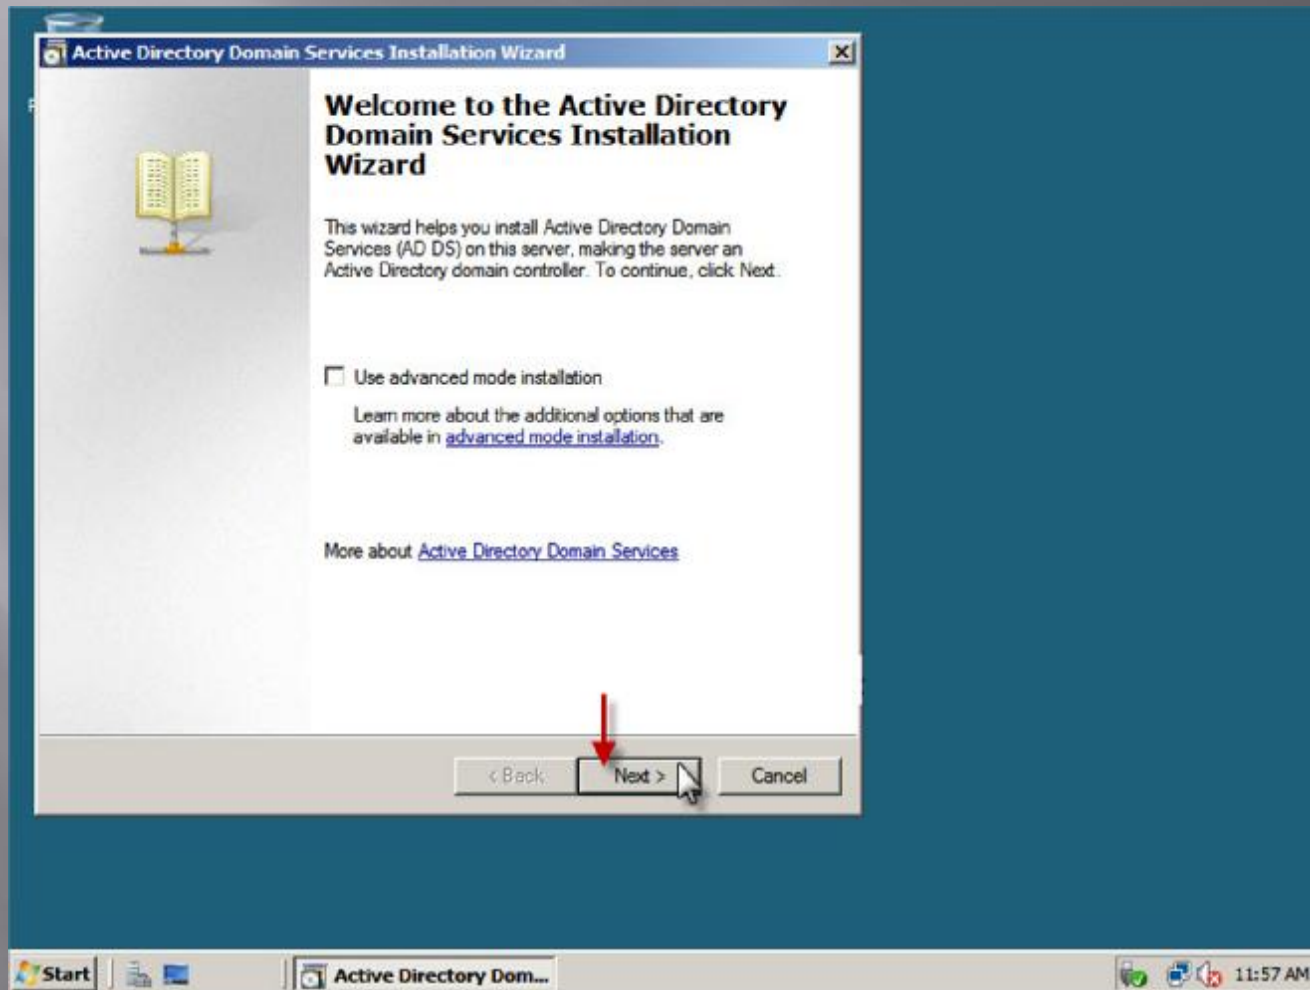 Active Directory Domain Services Installation Wizard
Welcome to the Active Directory
Domain Services Installation
Wizard
This wizard helps you install Active Directory Domain
Services (AD DS) on this server, making the server an
Active Directory domain controller. To continue, click Next.
Use advanced mode installation
Learn more about the additional options that are
available in advanced mode installation.
More about Active Directory Domain Services
< Back
Next >
Cancel
Start
Active Directory Dom...
11:57 AM